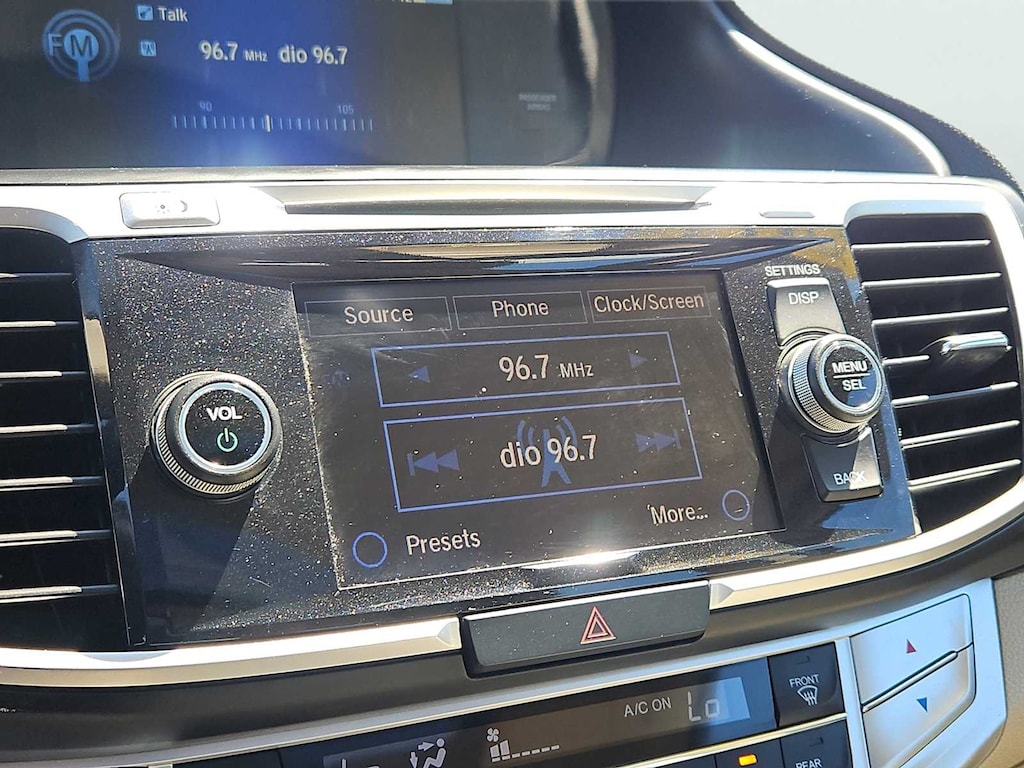 Talk
FM
96.7 MHz dio 96.7
90 105
SETTINGS
DISP
Source Phone Clock/Screen
96.7 MHz
MENU
SEL
VOL
dio 96.7
BACK
Presets More...
FRONT
A/C ON Lo
REAR